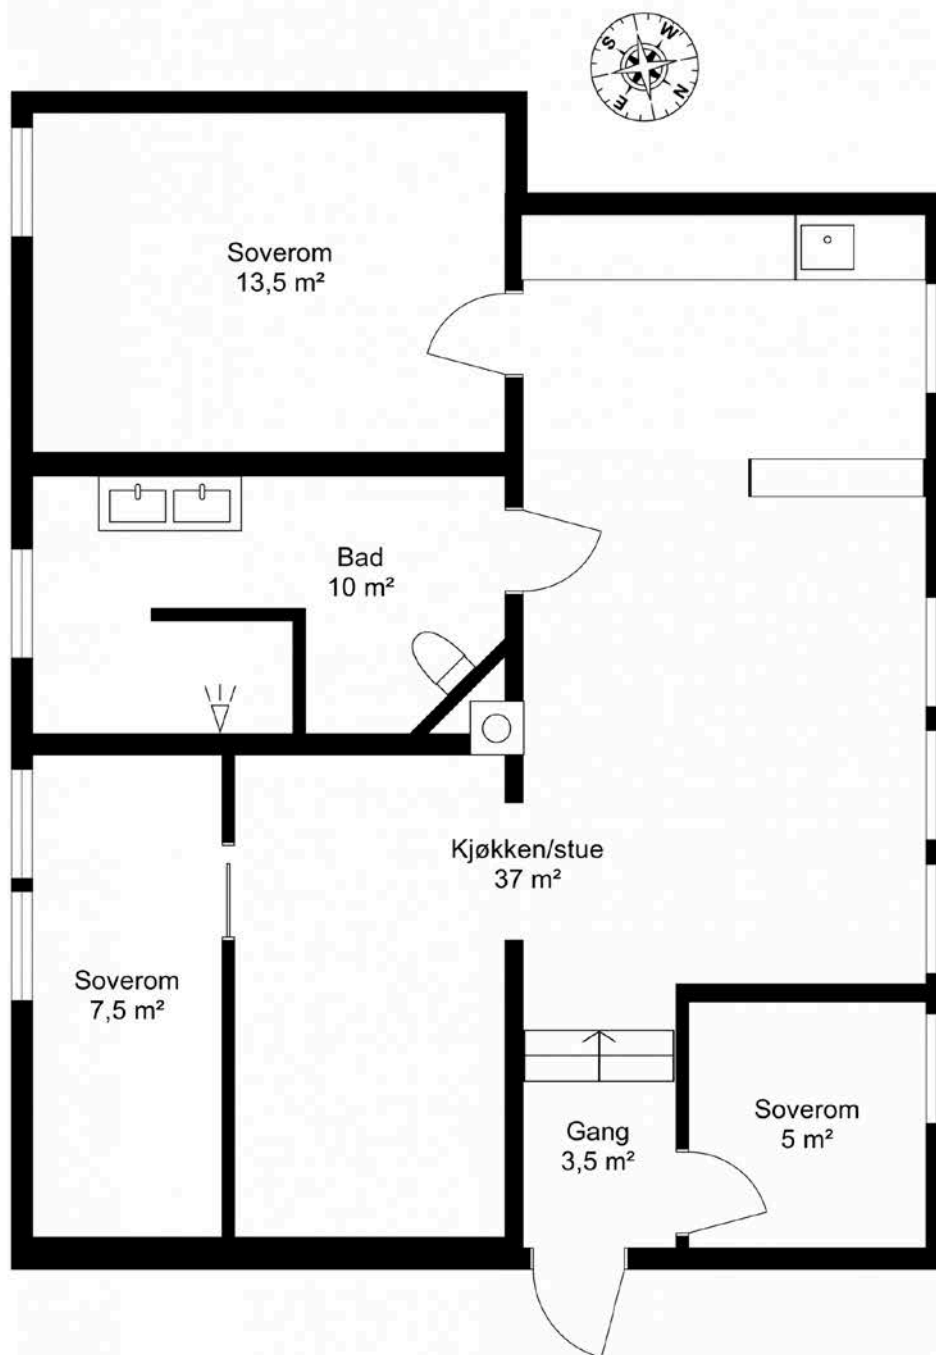 S
W
E
N
Soverom
13,5 m²
Bad
10 m²
Kjøkken/stue
37 m²
Soverom
7,5 m²
Gang
3,5 m²
Soverom
5 m²